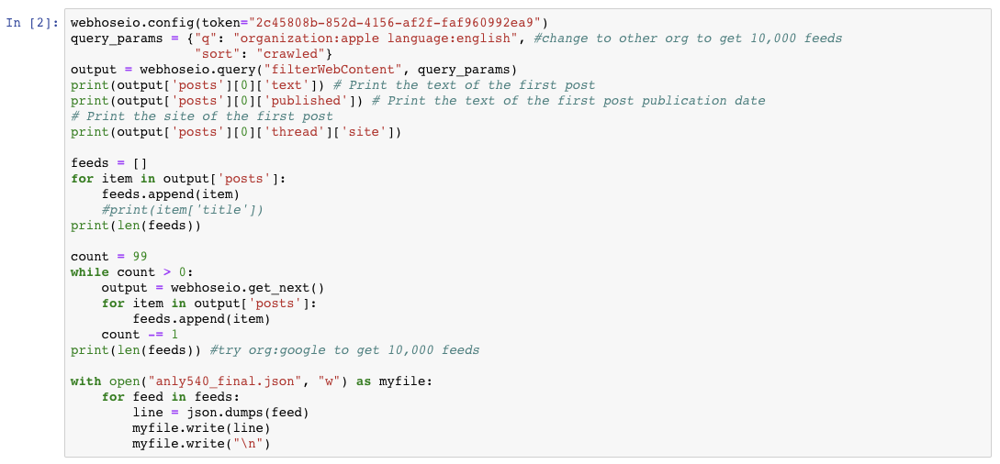 In [2]: webhoseio.config(token="2c45808b-852d-4156-af2f-faf960992ea9")
query_params = {"q": "organization:apple language:english", #change to other org to get 10,000 feeds
                "sort": "crawled"}
output = webhoseio.query("filterWebContent", query_params)
print(output['posts'][0]['text']) # Print the text of the first post
print(output['posts'][0]['published']) # Print the text of the first post publication date
# Print the site of the first post
print(output['posts'][0]['thread']['site'])

feeds = []
for item in output['posts']:
    feeds.append(item)
    #print(item['title'])
print(len(feeds))

count = 99
while count > 0:
    output = webhoseio.get_next()
    for item in output['posts']:
        feeds.append(item)
    count -= 1
print(len(feeds)) #try org:google to get 10,000 feeds

with open("anly540_final.json", "w") as myfile:
    for feed in feeds:
        line = json.dumps(feed)
        myfile.write(line)
        myfile.write("\n")